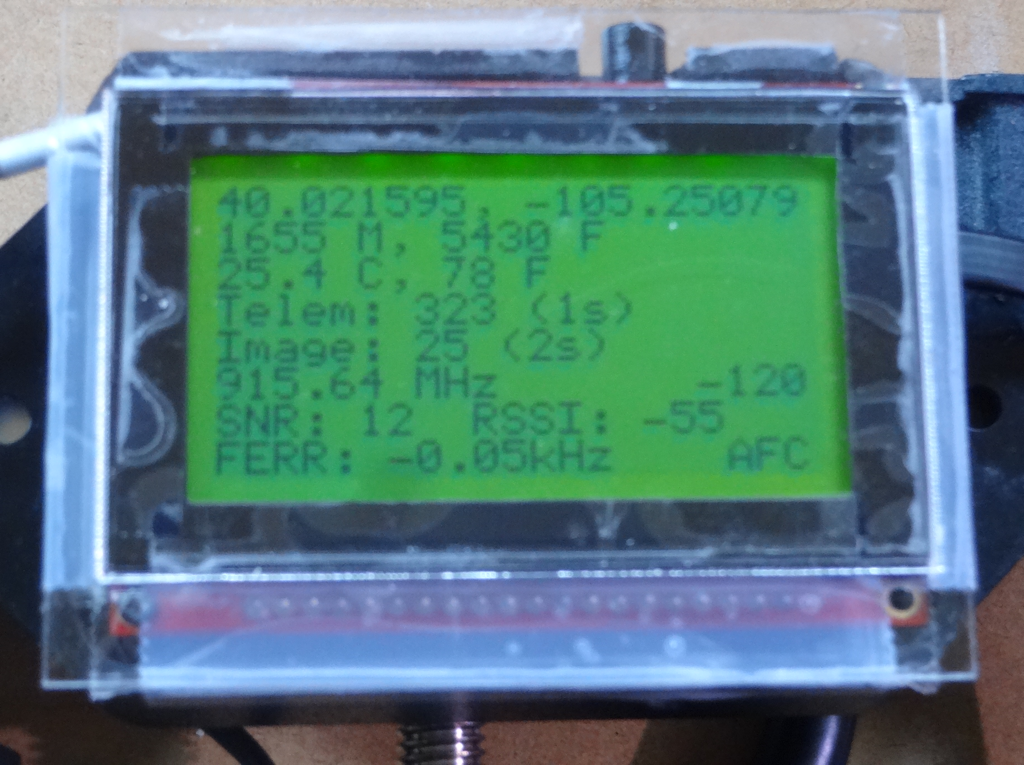 40.021595, -105.25079
1655 M, 5430 F
25.4 C, 78 F
Telem: 323 (1s)
Image: 25 (2s)
915.64 MHz -120
SNR: 12 RSSI: -55
FERR: -0.05kHz AFC